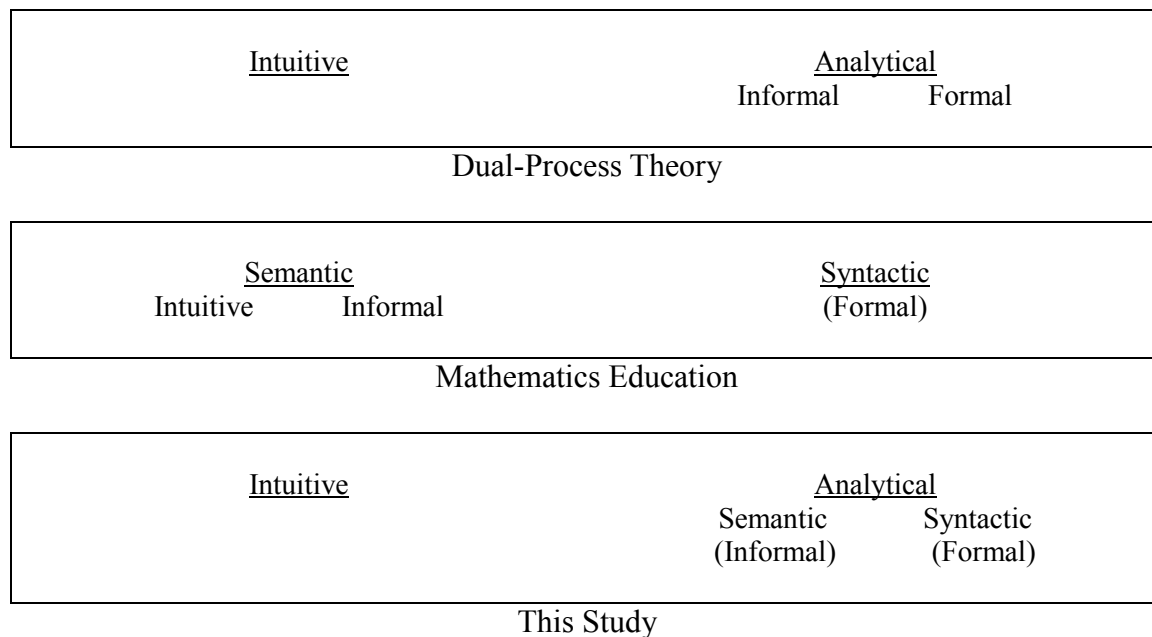 Intuitive Analytical
Informal Formal
Dual-Process Theory
Semantic Syntactic
Intuitive Informal (Formal)
Mathematics Education
Intuitive Analytical
Semantic Syntactic
(Informal) (Formal)
This Study